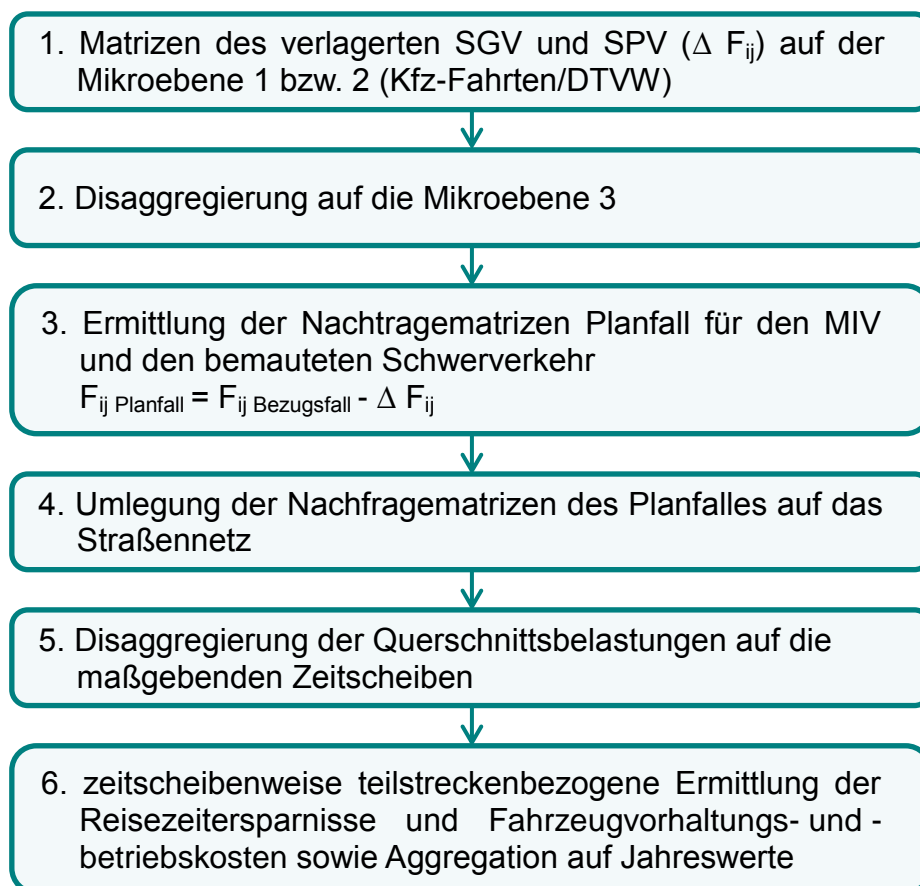 1. Matrizen des verlagerten SGV und SPV (Δ Fij) auf der
Mikroebene 1 bzw. 2 (Kfz-Fahrten/DTVW)
2. Disaggregierung auf die Mikroebene 3
3. Ermittlung der Nachtragematrizen Planfall für den MIV
und den bemauteten Schwerverkehr
Fij Planfall = Fij Bezugsfall - Δ Fij
4. Umlegung der Nachfragematrizen des Planfalles auf das
Straßennetz
5. Disaggregierung der Querschnittsbelastungen auf die
maßgebenden Zeitscheiben
6. zeitscheibenweise teilstreckenbezogene Ermittlung der
Reisezeitersparnisse und Fahrzeugvorhaltungs- und -
betriebskosten sowie Aggregation auf Jahreswerte